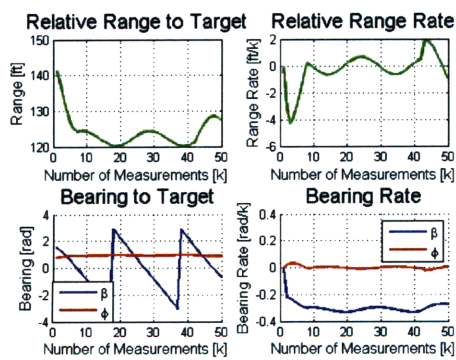 Relative Range to Target
Range [ft]
150
140
130
120
0 10 20 30 40 50
Number of Measurements [k]
Relative Range Rate
Range Rate [ft/k]
2
0
-2
-4
-6
0 10 20 30 40 50
Number of Measurements [k]
Bearing to Target
Bearing [rad]
4
2
0
-2
-4
β
φ
0 10 20 30 40 50
Number of Measurements [k]
Bearing Rate
Bearing Rate [rad/k]
0.4
0.2
0
-0.2
-0.4
β
φ
0 10 20 30 40 50
Number of Measurements [k]